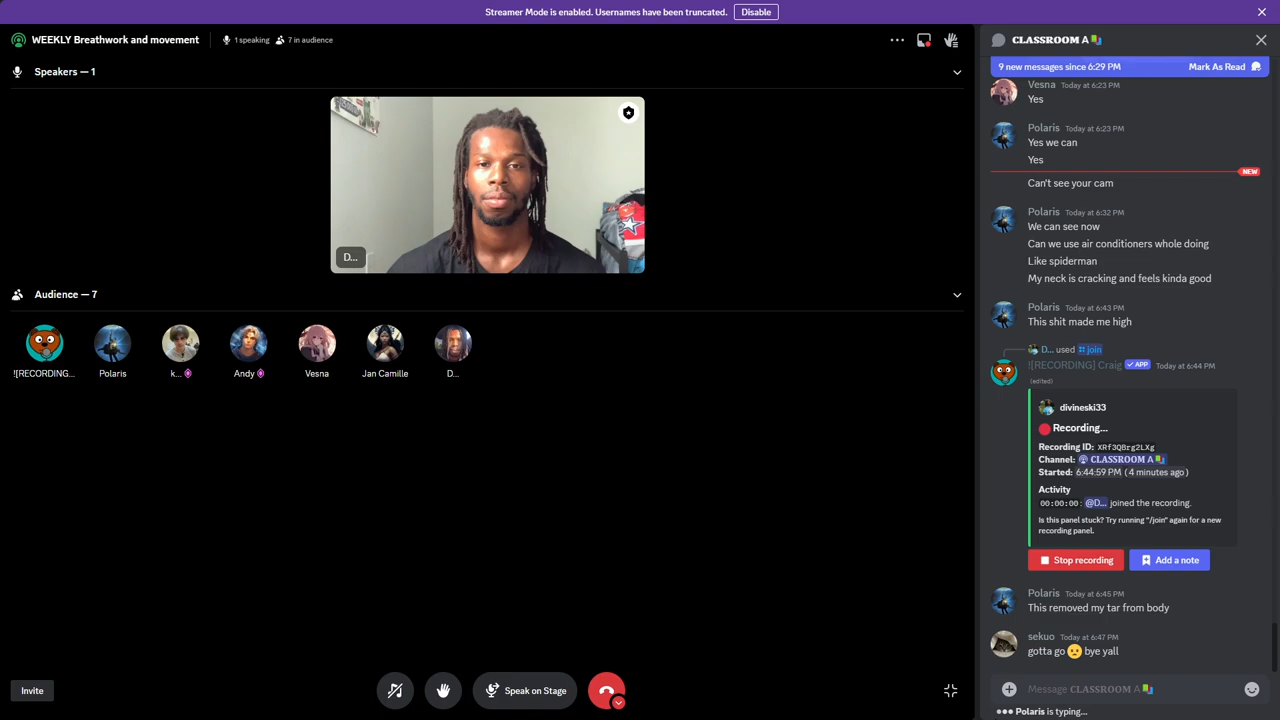 Streamer Mode is enabled. Usernames have been truncated. Disable
WEEKLY Breathwork and movement
1 speaking 7 in audience
Speakers — 1
D...
Audience — 7
![RECORDING... Polaris k... Andy Vesna Jan Camille D...
Invite
Speak on Stage
CLASSROOM A
9 new messages since 6:29 PM Mark As Read
Vesna Today at 6:23 PM
Yes
Polaris Today at 6:23 PM
Yes we can
Yes
NEW
Can't see your cam
Polaris Today at 6:32 PM
We can see now
Can we use air conditioners whole doing
Like spiderman
My neck is cracking and feels kinda good
Polaris Today at 6:43 PM
This shit made me high
D... used join
![RECORDING] Craig APP Today at 6:44 PM
(edited)
divineski33
Recording...
Recording ID: XRf3QBrg2LXg
Channel: CLASSROOM A
Started: 6:44:59 PM (4 minutes ago)
Activity
00:00:00: @D... joined the recording.
Is this panel stuck? Try running "/join" again for a new
recording panel.
Stop recording Add a note
Polaris Today at 6:45 PM
This removed my tar from body
sekuo Today at 6:47 PM
gotta go 😟 bye yall
Message CLASSROOM A
Polaris is typing...